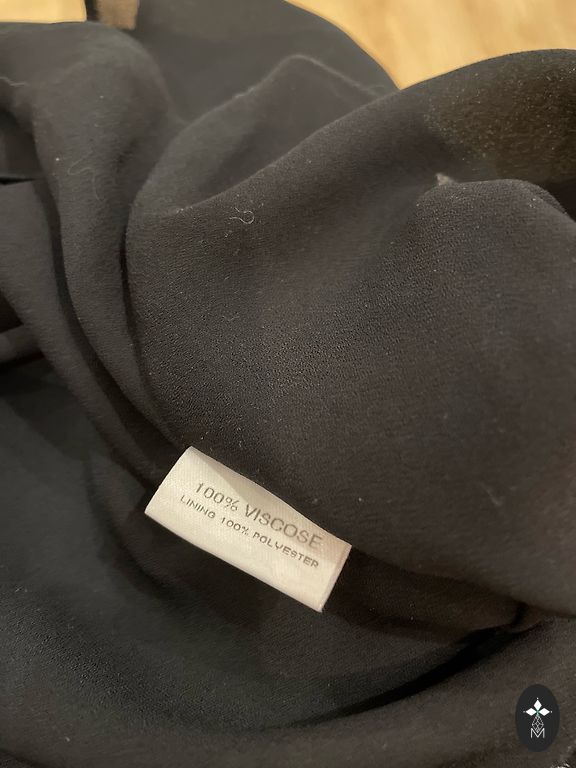 100% VISCOSE
LINING 100% POLYESTER
M